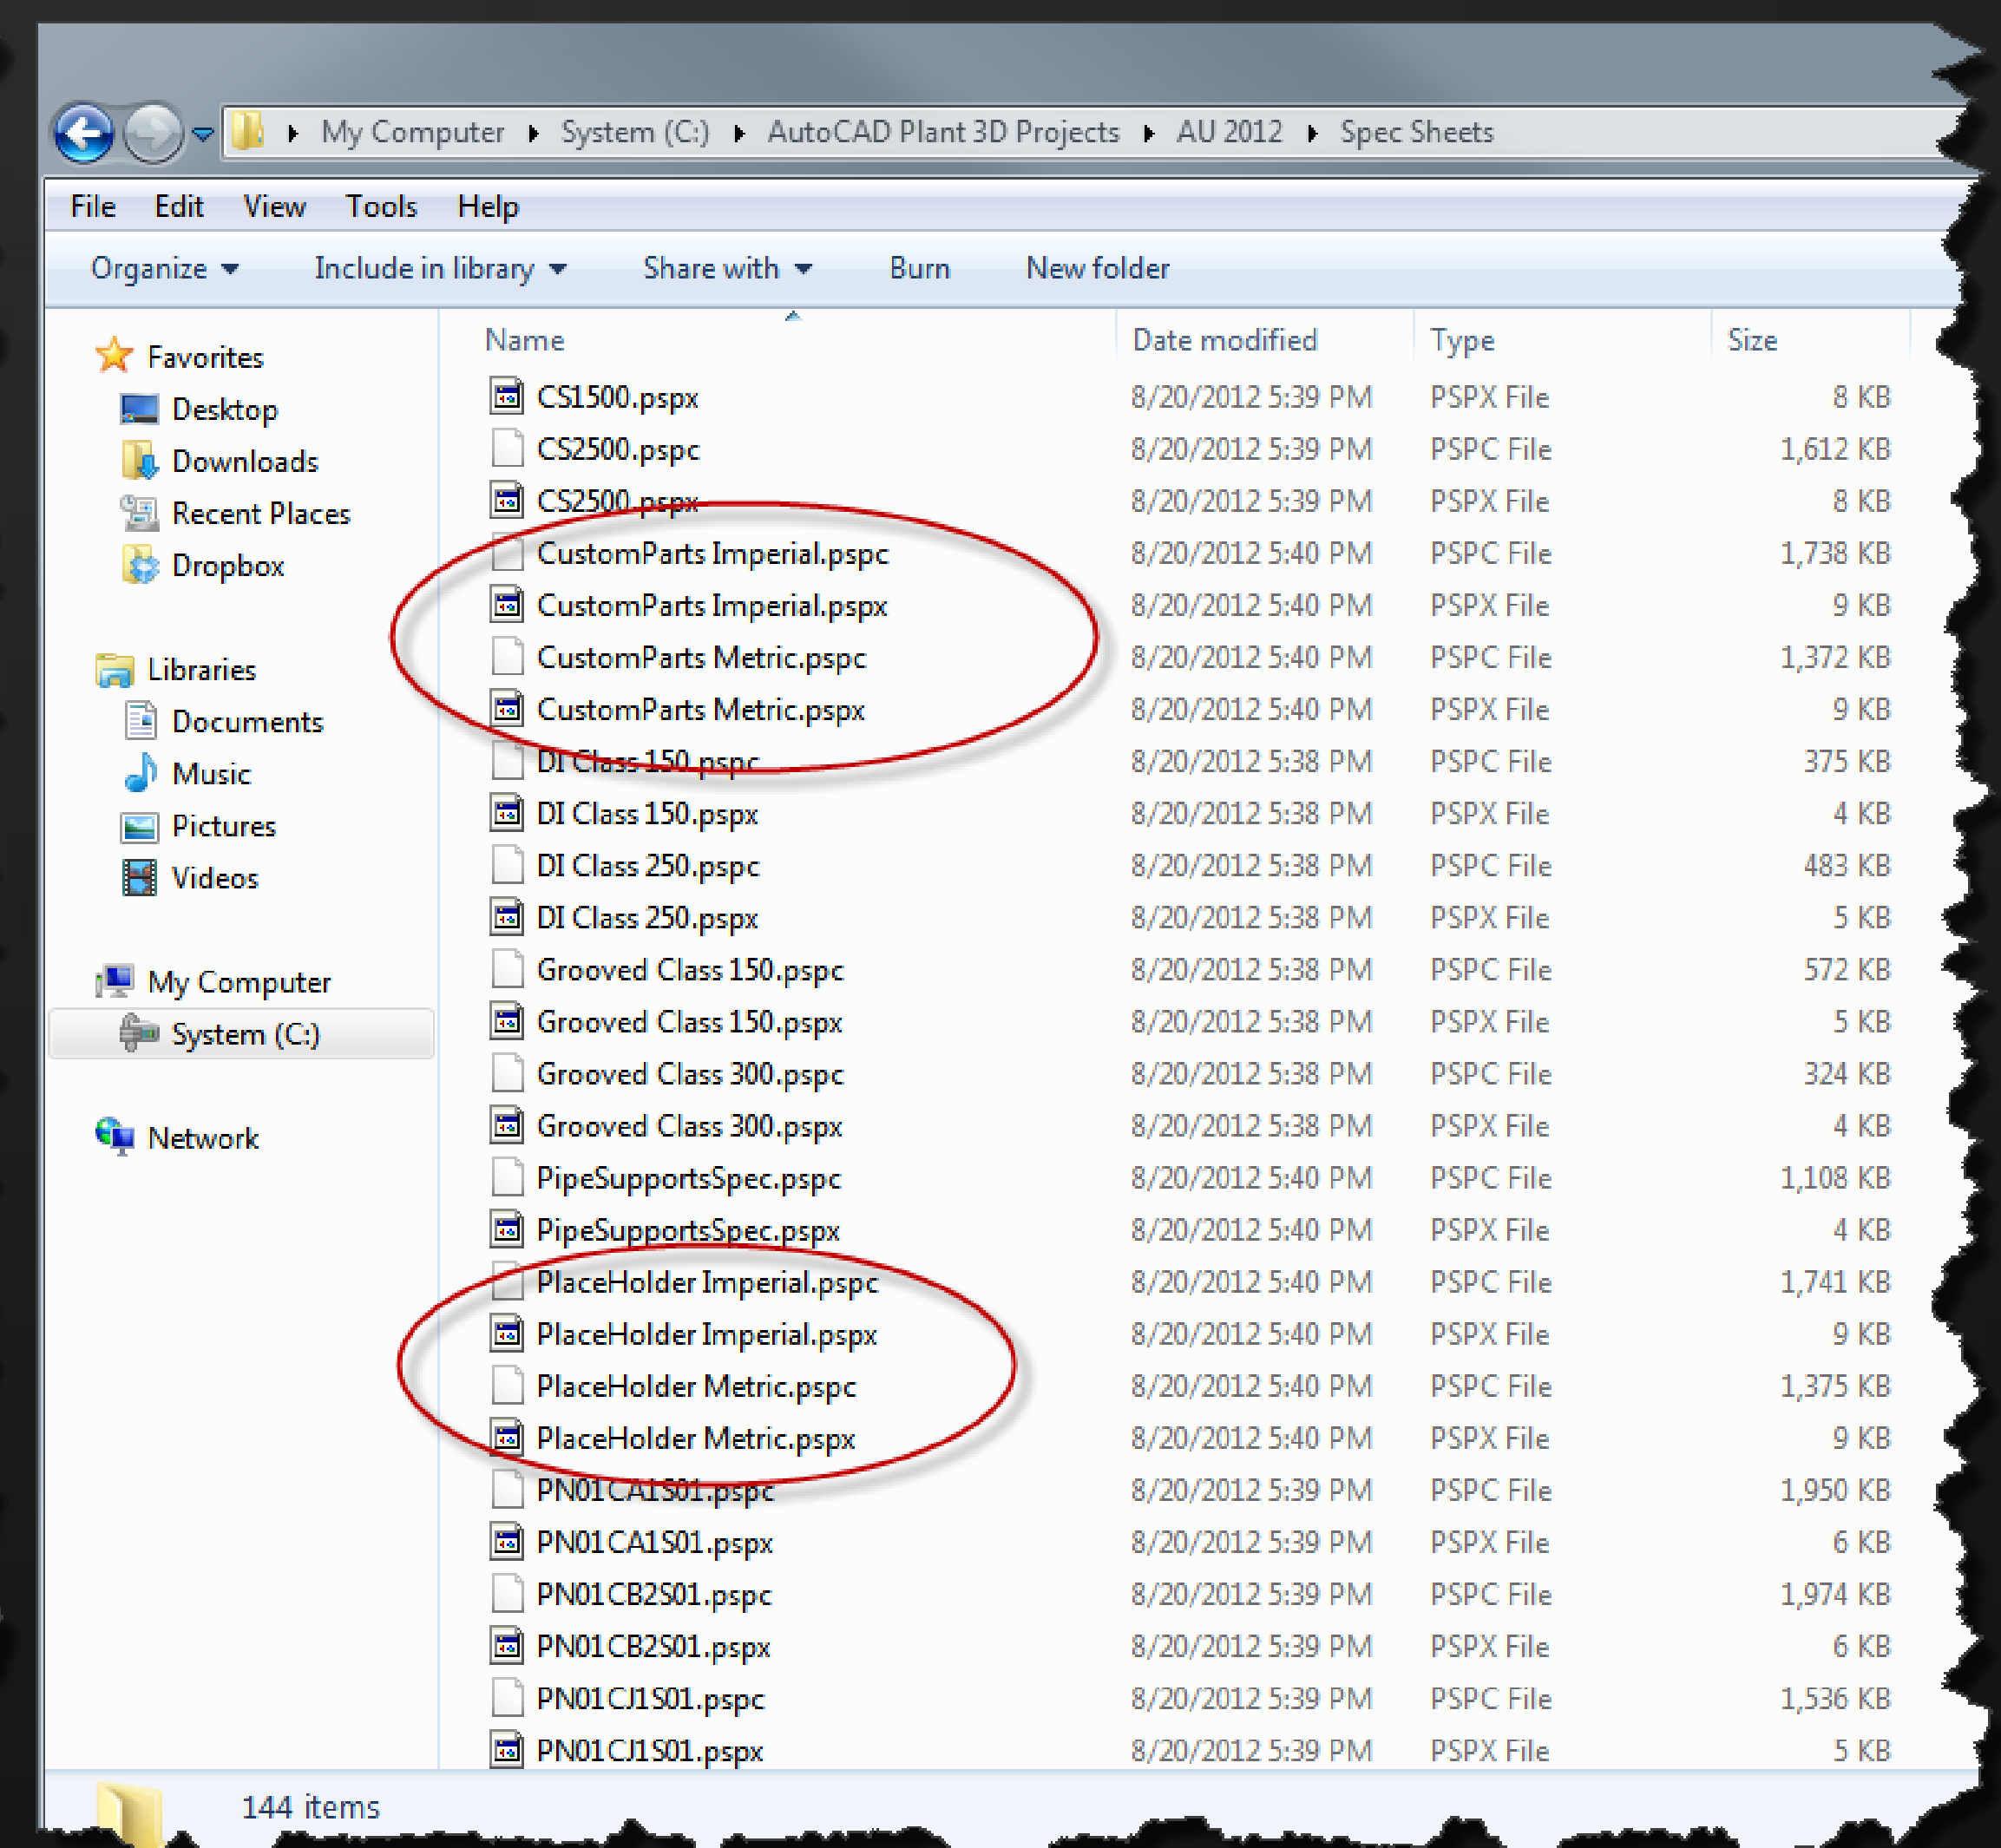 My Computer System (C:) AutoCAD Plant 3D Projects AU 2012 Spec Sheets
File Edit View Tools Help
Organize Include in library Share with Burn New folder
Favorites
Desktop
Downloads
Recent Places
Dropbox
Libraries
Documents
Music
Pictures
Videos
My Computer
System (C:)
Network
Name Date modified Type Size
CS1500.pspx 8/20/2012 5:39 PM PSPX File 8 KB
CS2500.pspc 8/20/2012 5:39 PM PSPC File 1,612 KB
CS2500.pspx 8/20/2012 5:39 PM PSPX File 8 KB
CustomParts Imperial.pspc 8/20/2012 5:40 PM PSPC File 1,738 KB
CustomParts Imperial.pspx 8/20/2012 5:40 PM PSPX File 9 KB
CustomParts Metric.pspc 8/20/2012 5:40 PM PSPC File 1,372 KB
CustomParts Metric.pspx 8/20/2012 5:40 PM PSPX File 9 KB
DI Class 150.pspc 8/20/2012 5:38 PM PSPC File 375 KB
DI Class 150.pspx 8/20/2012 5:38 PM PSPX File 4 KB
DI Class 250.pspc 8/20/2012 5:38 PM PSPC File 483 KB
DI Class 250.pspx 8/20/2012 5:38 PM PSPX File 5 KB
Grooved Class 150.pspc 8/20/2012 5:38 PM PSPC File 572 KB
Grooved Class 150.pspx 8/20/2012 5:38 PM PSPX File 5 KB
Grooved Class 300.pspc 8/20/2012 5:38 PM PSPC File 324 KB
Grooved Class 300.pspx 8/20/2012 5:38 PM PSPX File 4 KB
PipeSupportsSpec.pspc 8/20/2012 5:40 PM PSPC File 1,108 KB
PipeSupportsSpec.pspx 8/20/2012 5:40 PM PSPX File 4 KB
PlaceHolder Imperial.pspc 8/20/2012 5:40 PM PSPC File 1,741 KB
PlaceHolder Imperial.pspx 8/20/2012 5:40 PM PSPX File 9 KB
PlaceHolder Metric.pspc 8/20/2012 5:40 PM PSPC File 1,375 KB
PlaceHolder Metric.pspx 8/20/2012 5:40 PM PSPX File 9 KB
PN01CA1S01.pspc 8/20/2012 5:39 PM PSPC File 1,950 KB
PN01CA1S01.pspx 8/20/2012 5:39 PM PSPX File 6 KB
PN01CB2S01.pspc 8/20/2012 5:39 PM PSPC File 1,974 KB
PN01CB2S01.pspx 8/20/2012 5:39 PM PSPX File 6 KB
PN01CJ1S01.pspc 8/20/2012 5:39 PM PSPC File 1,536 KB
PN01CJ1S01.pspx 8/20/2012 5:39 PM PSPX File 5 KB
144 items